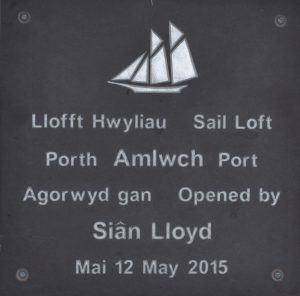 Llofft Hwyliau Sail Loft
Porth Amlwch Port
Agorwyd gan Opened by
Siân Lloyd
Mai 12 May 2015